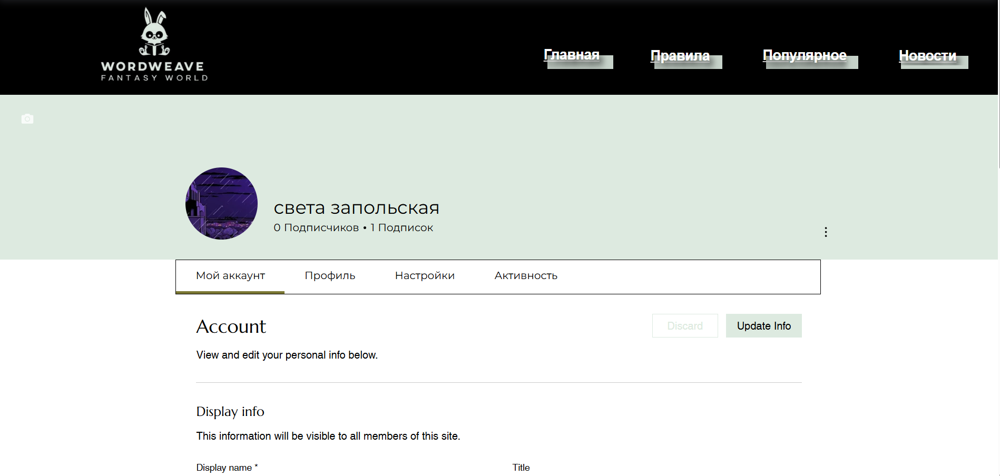 WORDWEAVE
FANTASY WORLD
Главная
Правила
Популярное
Новости
света запольская
0 Подписчиков • 1 Подписок
Мой аккаунт
Профиль
Настройки
Активность
Account
Discard
Update Info
View and edit your personal info below.
Display info
This information will be visible to all members of this site.
Display name *
Title